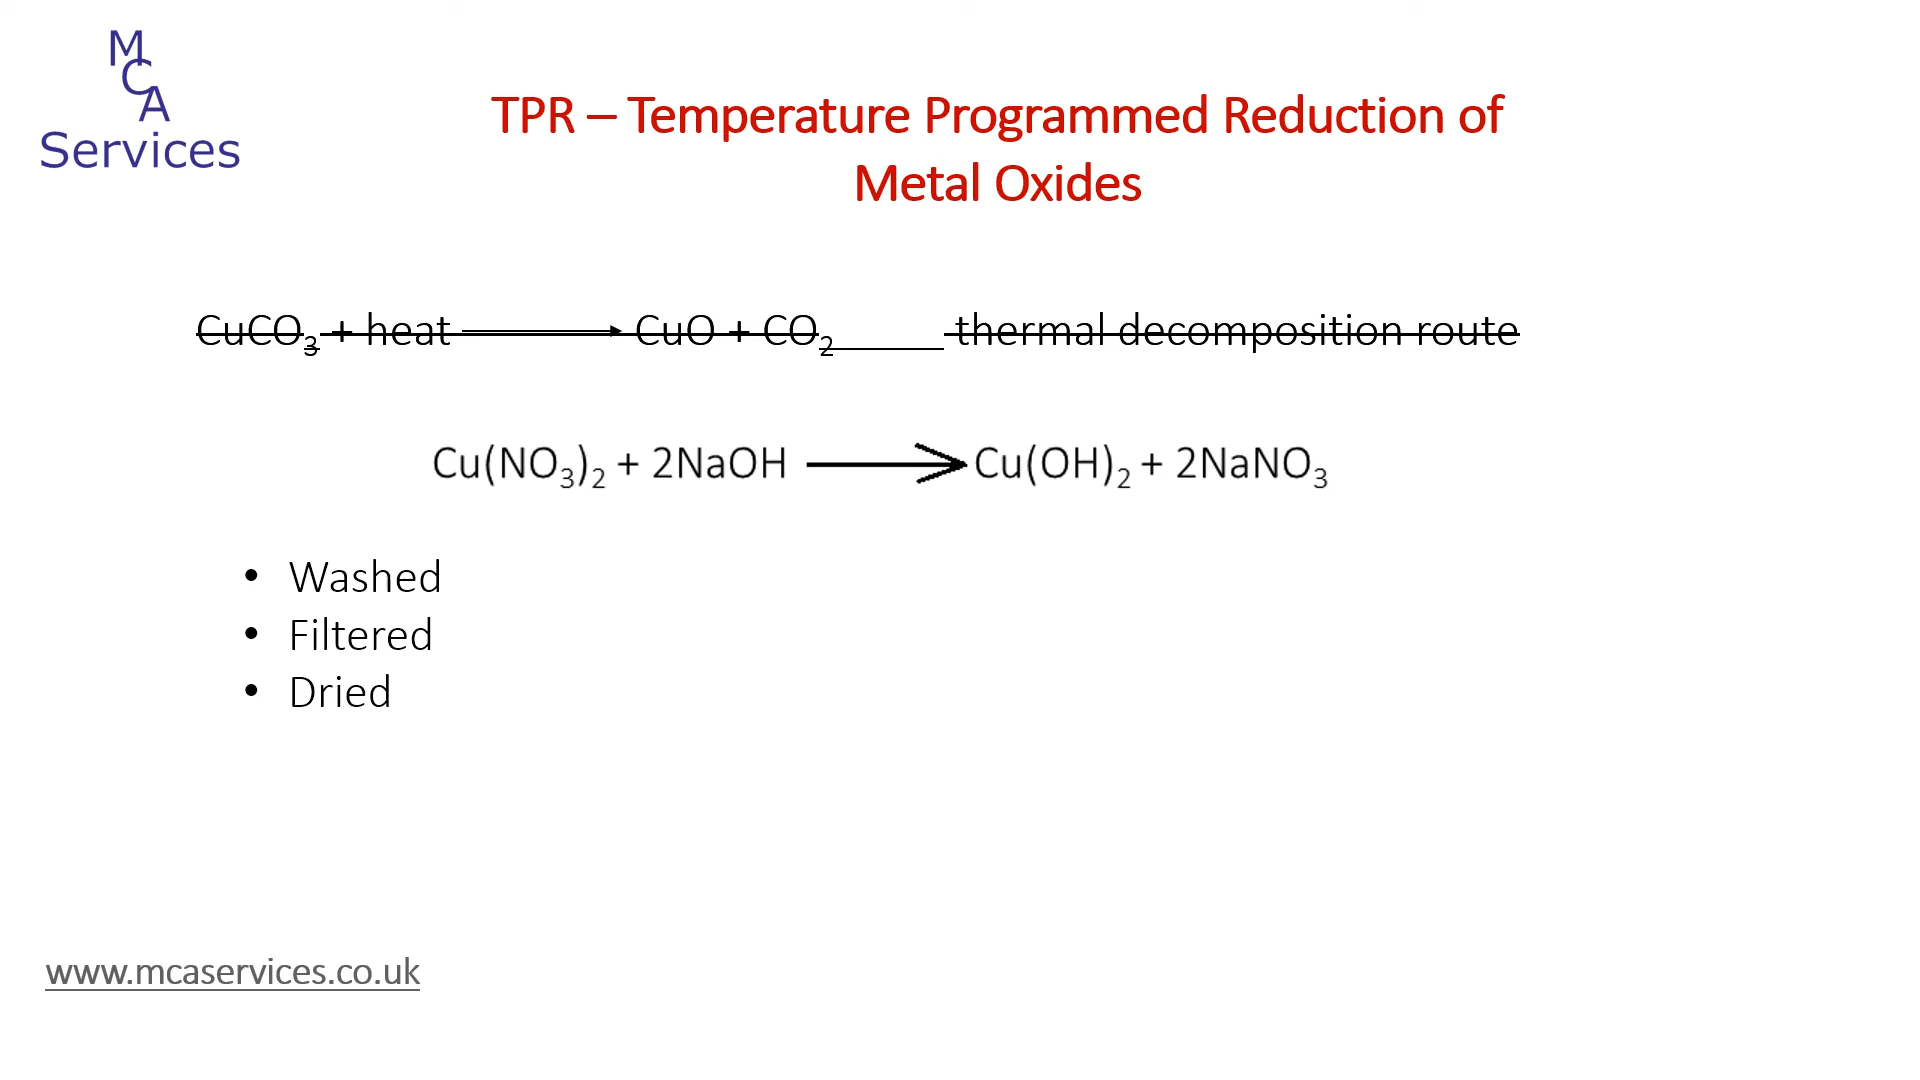 M
C
A
Services
TPR – Temperature Programmed Reduction of
Metal Oxides
CuCO₃ + heat ⟶ CuO + CO₂ thermal decomposition route
Cu(NO₃)₂ + 2NaOH ⟶ Cu(OH)₂ + 2NaNO₃
• Washed
• Filtered
• Dried
www.mcaservices.co.uk